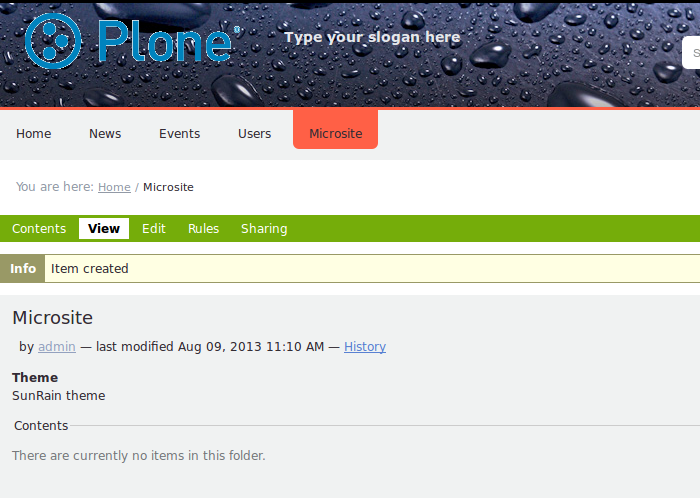 Plone®
Type your slogan here
S
Home News Events Users Microsite
You are here: Home / Microsite
Contents View Edit Rules Sharing
Info Item created
Microsite
by admin — last modified Aug 09, 2013 11:10 AM — History
Theme
SunRain theme
Contents
There are currently no items in this folder.